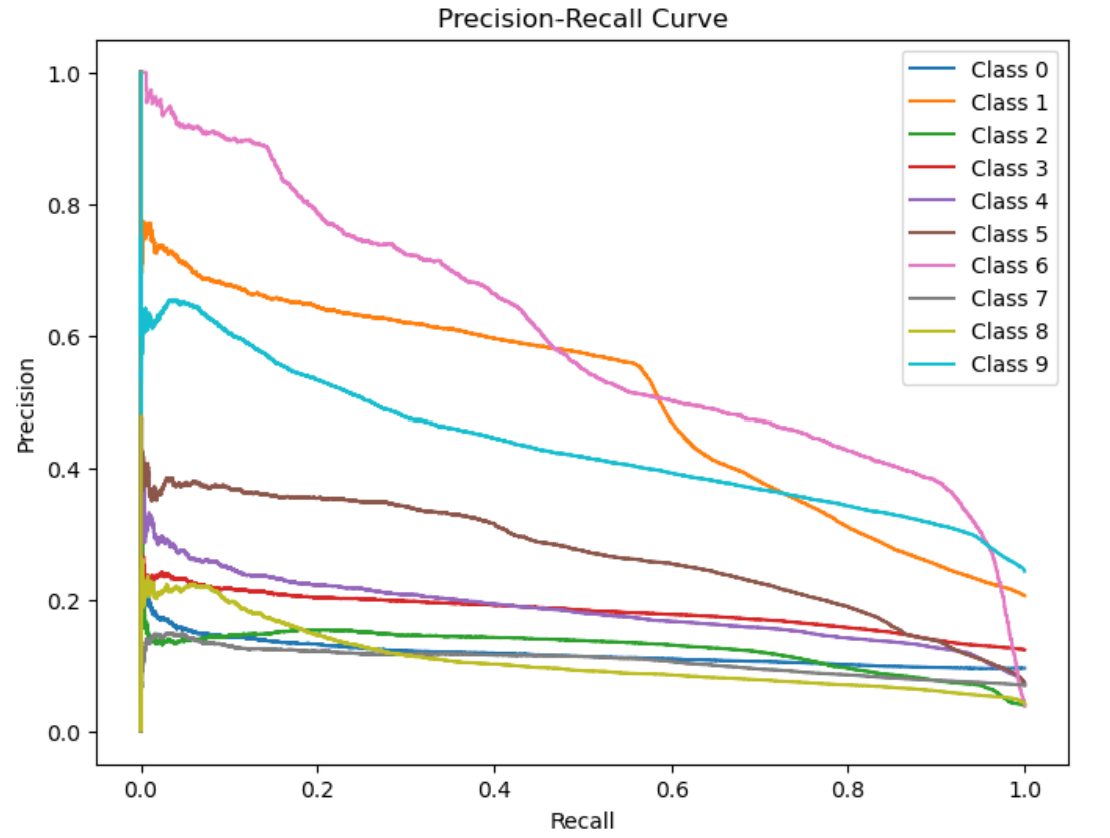 Precision-Recall Curve
Precision
1.0
0.8
0.6
0.4
0.2
0.0
Class 0
Class 1
Class 2
Class 3
Class 4
Class 5
Class 6
Class 7
Class 8
Class 9
0.0 0.2 0.4 0.6 0.8 1.0
Recall